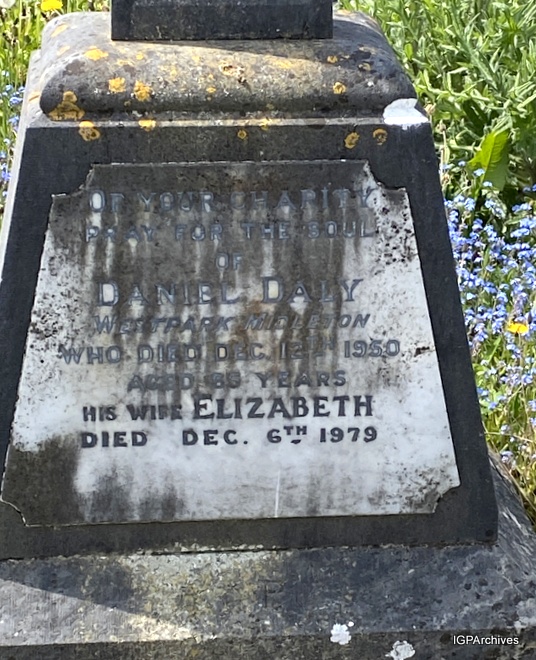 OF YOUR CHARITY
PRAY FOR THE SOUL
OF
DANIEL DALY
WESTPARK MIDLETON
WHO DIED DEC. 12TH 1950
AGED YEARS
HIS WIFE ELIZABETH
DIED DEC. 6TH 1979
IGPArchives